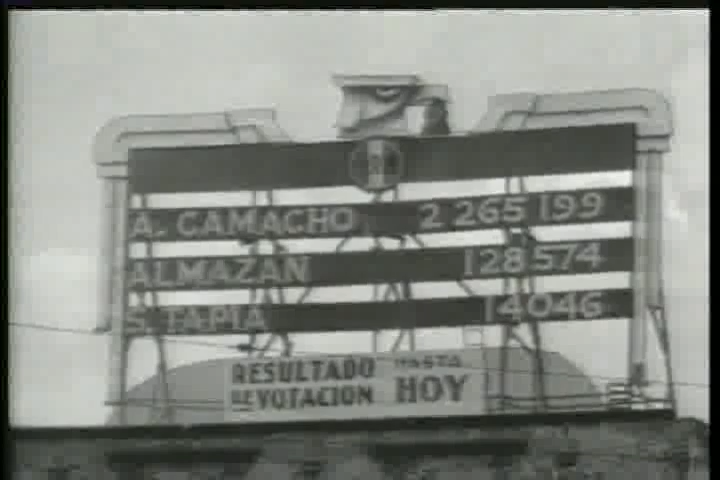 A. CAMACHO 2 265 199
ALMAZAN 128 574
S. TAPIA 14046
RESULTADO HASTA
DE VOTACION HOY